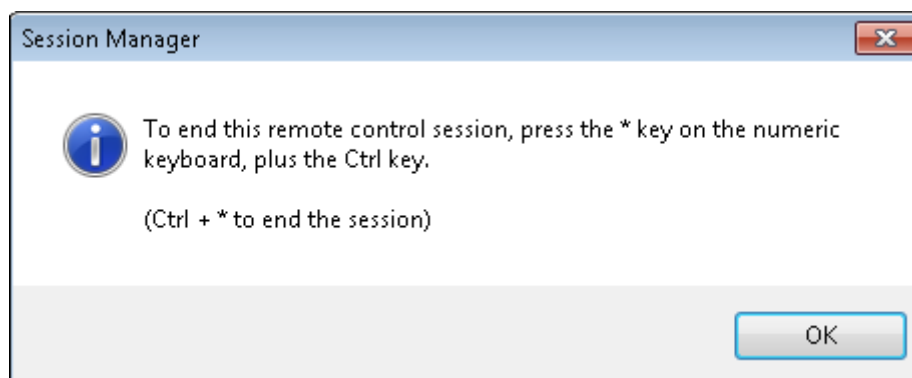 Session Manager
To end this remote control session, press the * key on the numeric
keyboard, plus the Ctrl key.
(Ctrl + * to end the session)
OK